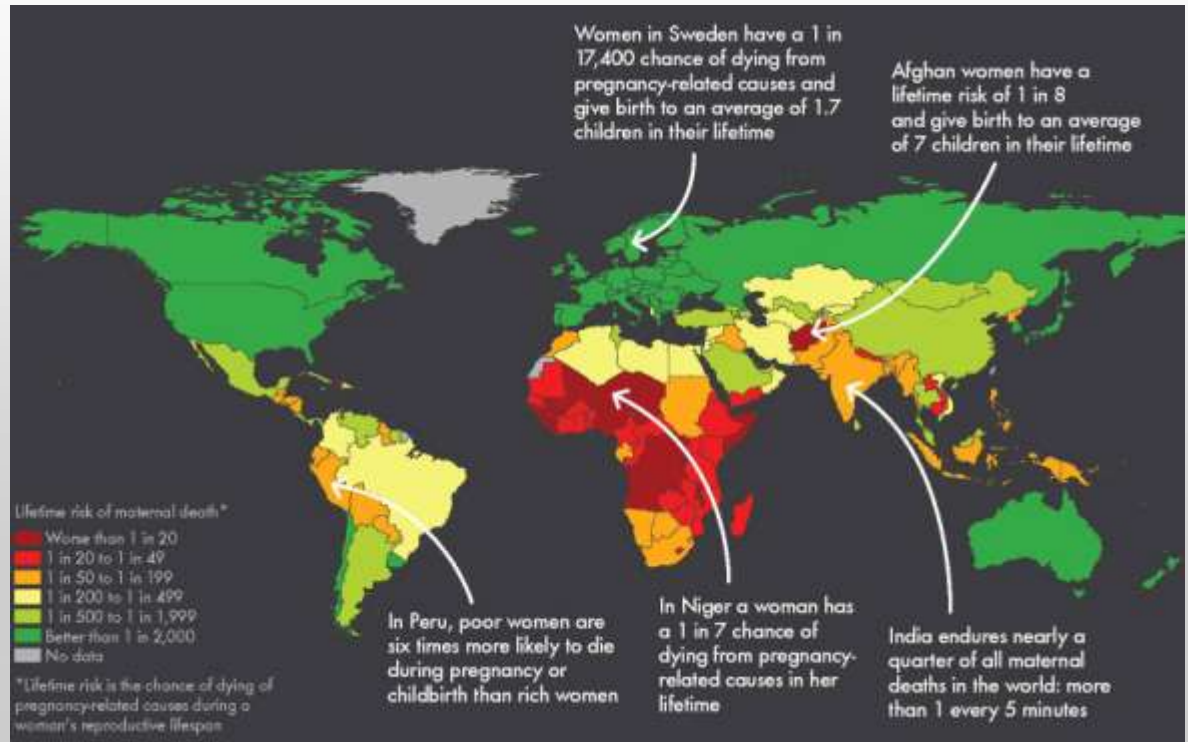 Women in Sweden have a 1 in
17,400 chance of dying from
pregnancy-related causes and
give birth to an average of 1.7
children in their lifetime
Afghan women have a
lifetime risk of 1 in 8
and give birth to an average
of 7 children in their lifetime
Lifetime risk of maternal death*
Worse than 1 in 20
1 in 20 to 1 in 49
1 in 50 to 1 in 199
1 in 200 to 1 in 499
1 in 500 to 1 in 1,999
Better than 1 in 2,000
No data
*Lifetime risk is the chance of dying of
pregnancy-related causes during a
woman's reproductive lifespan
In Peru, poor women are
six times more likely to die
during pregnancy or
childbirth than rich women
In Niger a woman has
a 1 in 7 chance of
dying from pregnancy-
related causes in her
lifetime
India endures nearly a
quarter of all maternal
deaths in the world: more
than 1 every 5 minutes